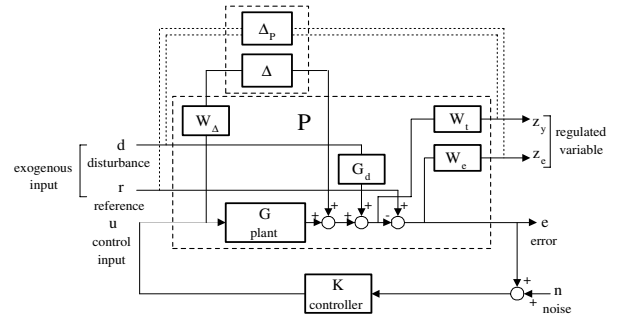 Δ_P
Δ
W_Δ
P
W_t
z_y
regulated
variable
d
disturbance
W_e
z_e
exogenous
input
G_d
r
reference
+
+
u
control
input
G
plant
+
+
+
-
e
error
K
controller
+
+
n
noise